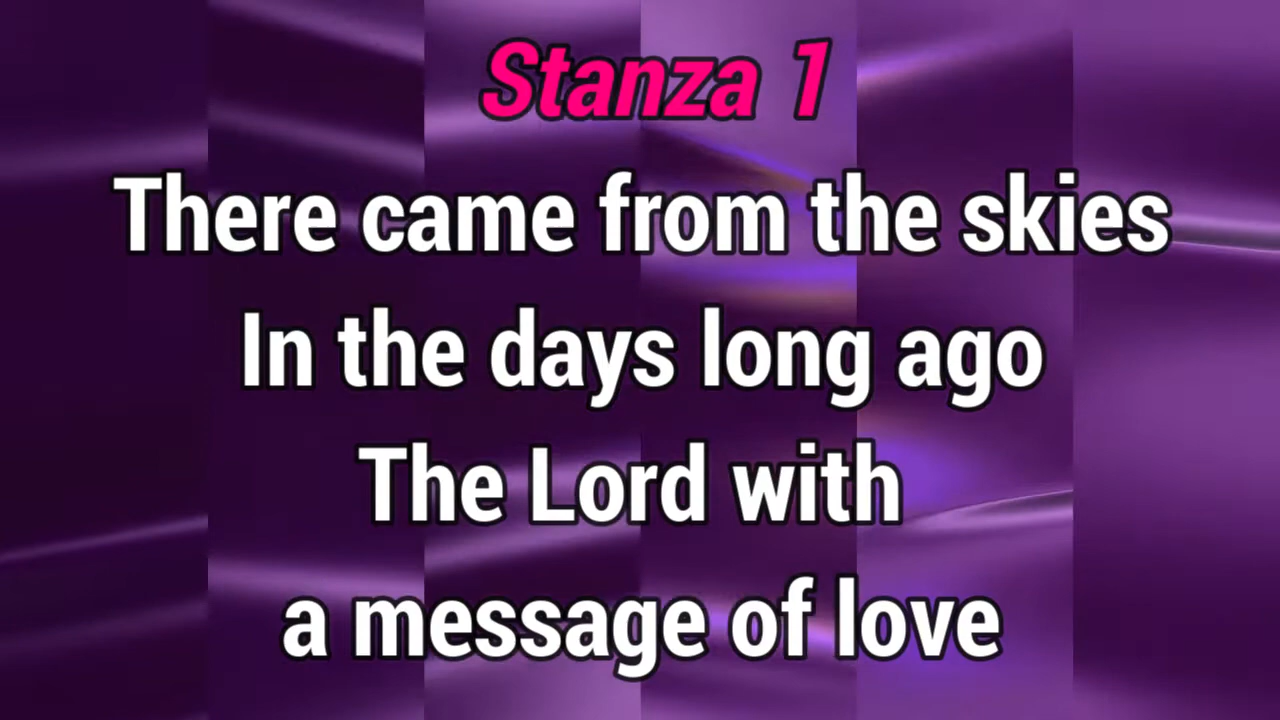 Stanza 1
There came from the skies
In the days long ago
The Lord with
a message of love